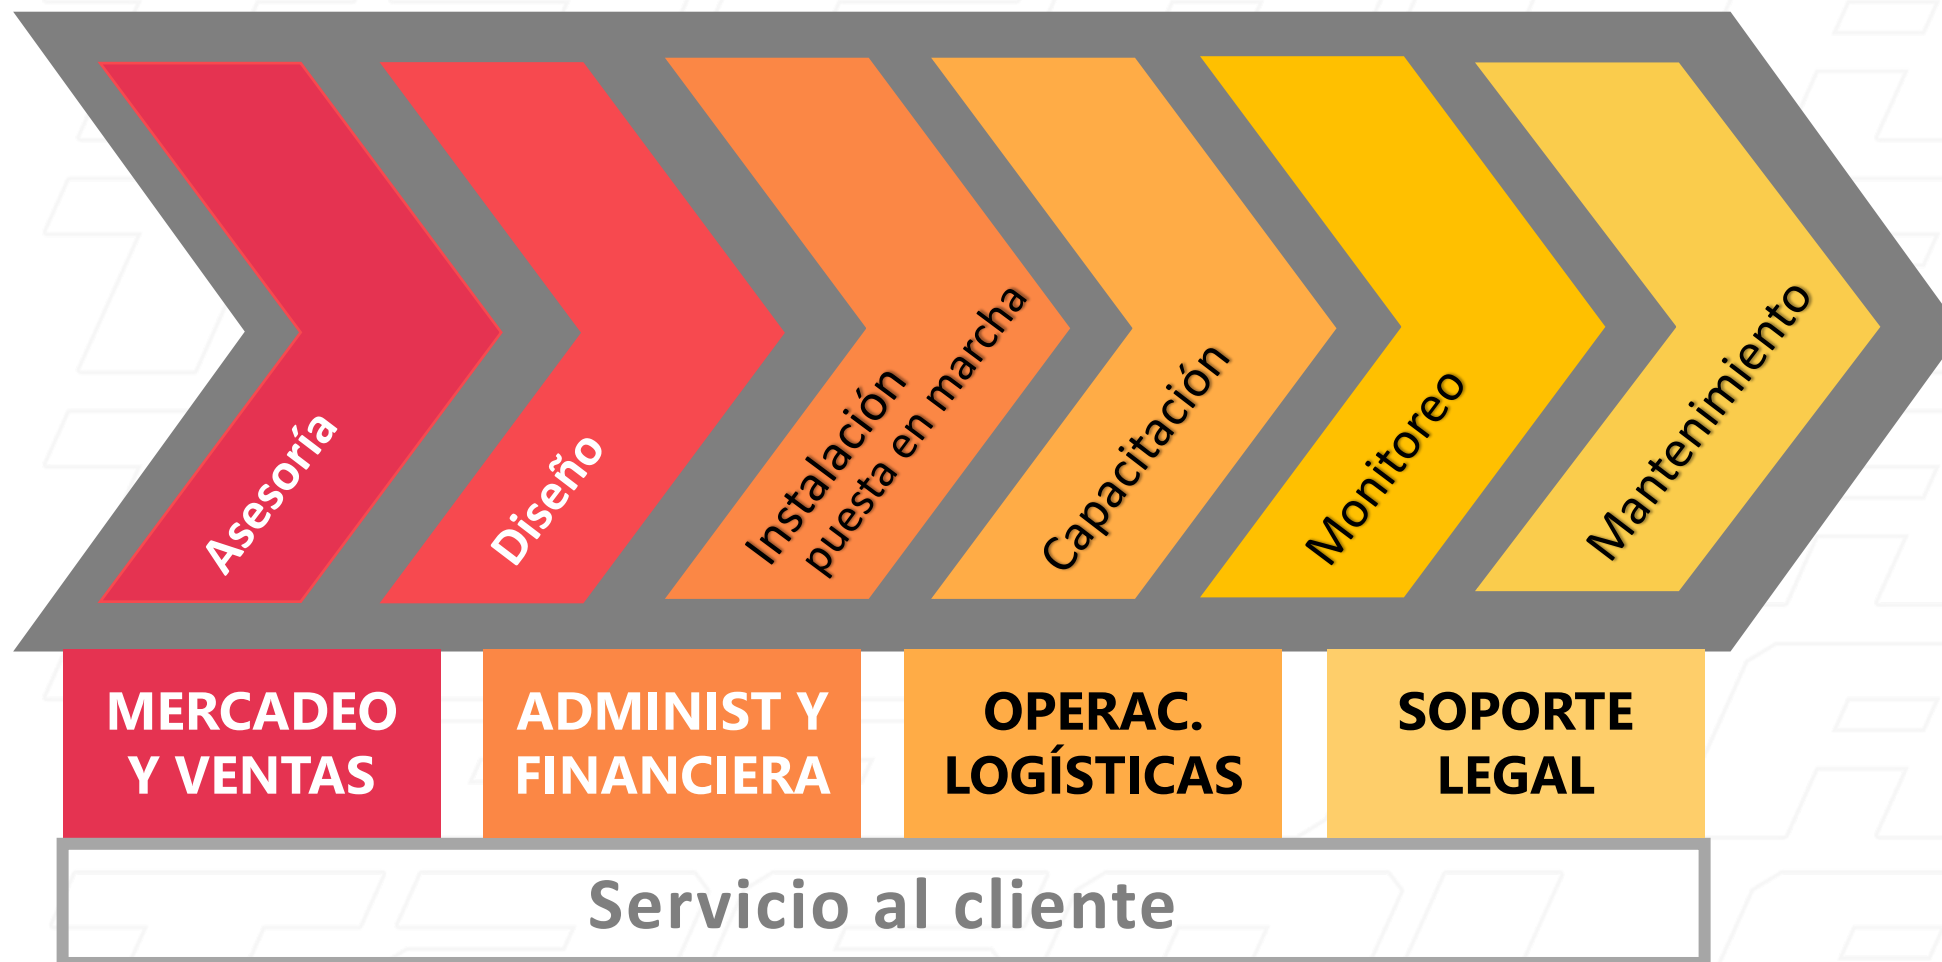 Asesoría
Diseño
Instalación
puesta en marcha
Capacitación
Monitoreo
Mantenimiento
MERCADEO
Y VENTAS
ADMINIST Y
FINANCIERA
OPERAC.
LOGÍSTICAS
SOPORTE
LEGAL
Servicio al cliente